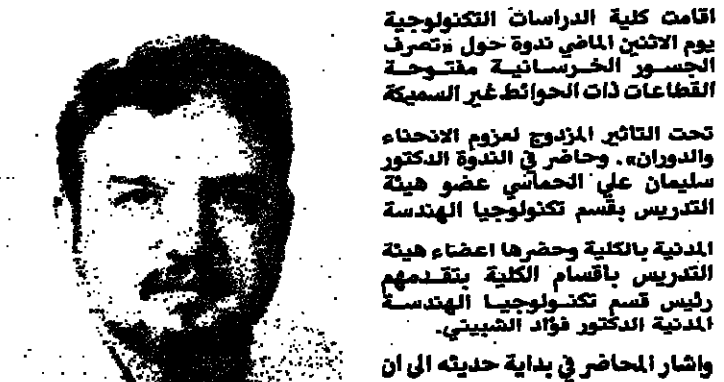 اقامت كلية الدراسات التكنولوجية
يوم الاثنين الماضي ندوة حول «تصرف
الجسور الخرسانية مفتوحة
القطاعات ذات الحوائط غير السميكة
تحت التاثير المزدوج لعزوم الانحناء
والدوران». وحاضر في الندوة الدكتور
سليمان علي الحماسي عضو هيئة
التدريس بقسم تكنولوجيا الهندسة
المدنية بالكلية وحضرها اعضاء هيئة
التدريس باقسام الكلية يتقدمهم
رئيس قسم تكنولوجيا الهندسة
المدنية الدكتور فؤاد الشبيتي.
واشار المحاضر في بداية حديثه الى ان